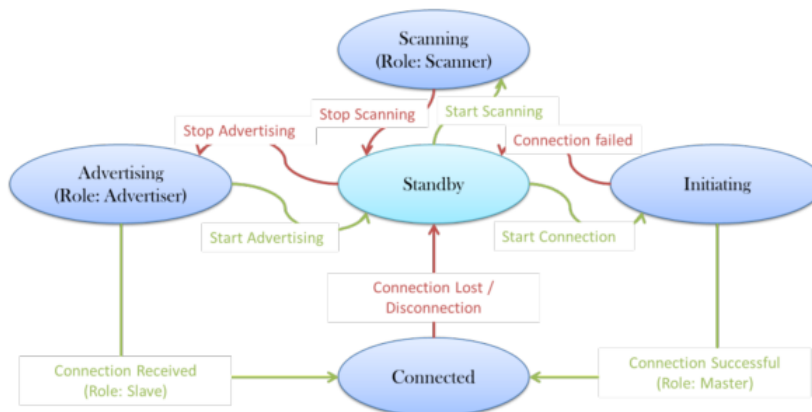 Scanning
(Role: Scanner)
Stop Scanning
Start Scanning
Stop Advertising
Connection failed
Advertising
(Role: Advertiser)
Standby
Initiating
Start Advertising
Start Connection
Connection Lost /
Disconnection
Connection Received
(Role: Slave)
Connected
Connection Successful
(Role: Master)